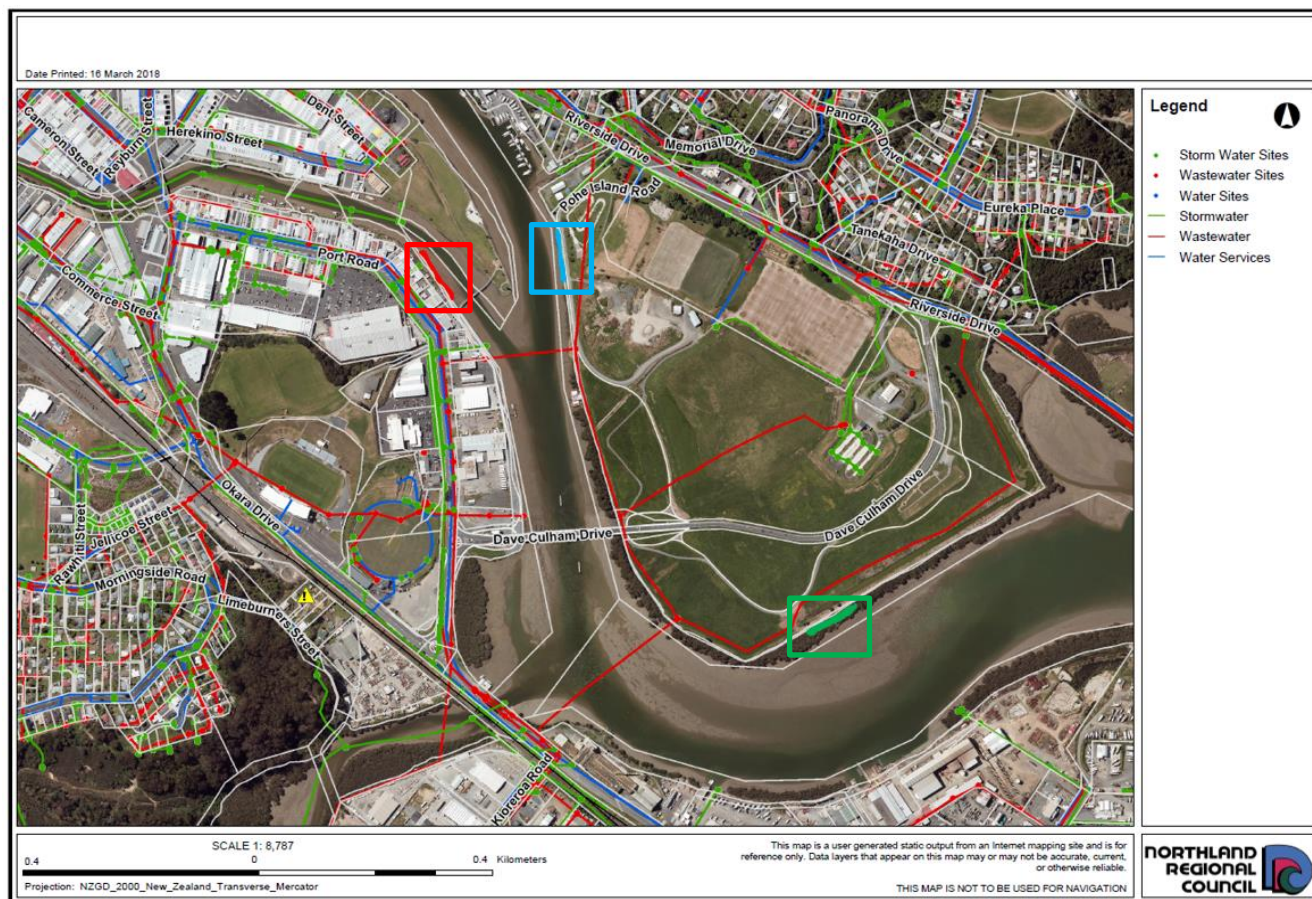 Date Printed: 16 March 2018
Cameron Street
Reyburn Street
Herekino Street
Dent Street
Riverside Drive
Memorial Drive
Panorama Drive
Pohe Island Road
Eureka Place
Tanekaha Drive
Port Road
Commerce Street
Riverside Drive
Okara Drive
Rawhiti Street
Jellicoe Street
Morningside Road
Limeburners Street
Dave Culham Drive
Dave Culham Drive
Kioreroa Road
Legend
Storm Water Sites
Wastewater Sites
Water Sites
Stormwater
Wastewater
Water Services
SCALE 1: 8,787
0.4 0 0.4 Kilometers
Projection: NZGD_2000_New_Zealand_Transverse_Mercator
This map is a user generated static output from an Internet mapping site and is for
reference only. Data layers that appear on this map may or may not be accurate, current,
or otherwise reliable.
THIS MAP IS NOT TO BE USED FOR NAVIGATION
NORTHLAND
REGIONAL
COUNCIL